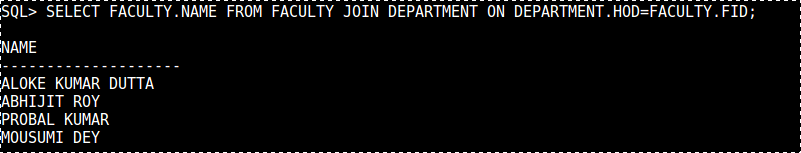 SQL> SELECT FACULTY.NAME FROM FACULTY JOIN DEPARTMENT ON DEPARTMENT.HOD=FACULTY.FID;
NAME
--------------------
ALOKE KUMAR DUTTA
ABHIJIT ROY
PROBAL KUMAR
MOUSUMI DEY